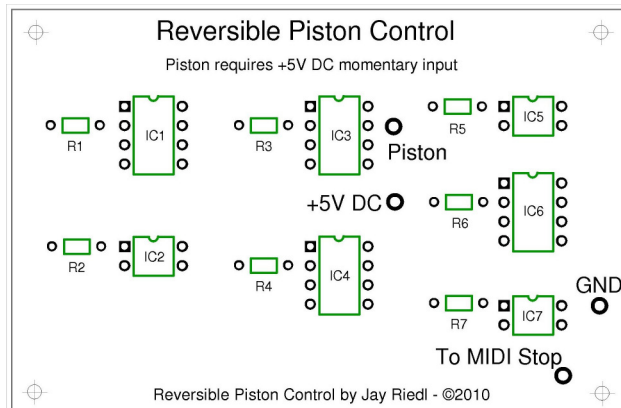 Reversible Piston Control
Piston requires +5V DC momentary input
R1
IC1
R3
IC3
Piston
R5
IC5
+5V DC
R6
IC6
R2
IC2
R4
IC4
GND
R7
IC7
To MIDI Stop
Reversible Piston Control by Jay Riedl - ©2010